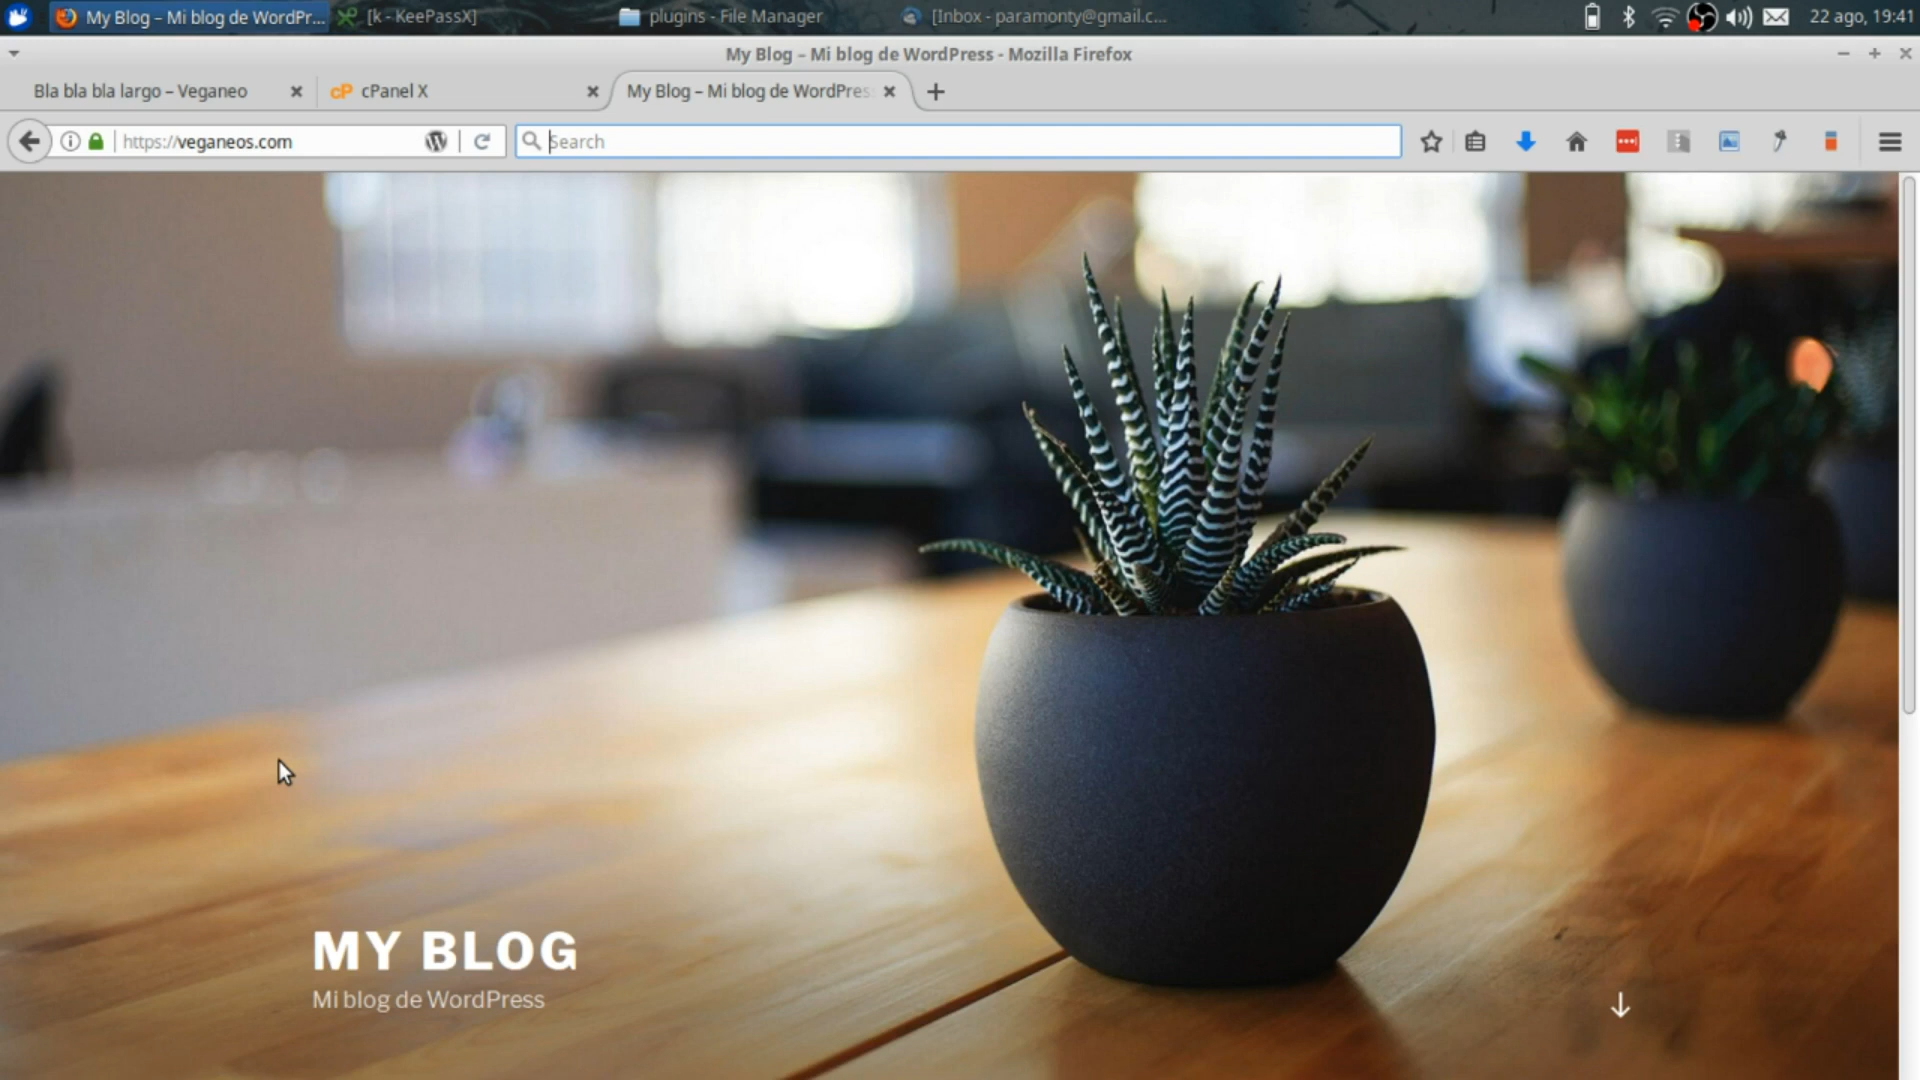 My Blog – Mi blog de WordPr...
[k - KeePassX]
plugins - File Manager
[Inbox - paramonty@gmail.c...
22 ago, 19:41
My Blog – Mi blog de WordPress - Mozilla Firefox
Bla bla bla largo – Veganeo
cP cPanel X
My Blog – Mi blog de WordPres
https://veganeos.com
Search
MY BLOG
Mi blog de WordPress